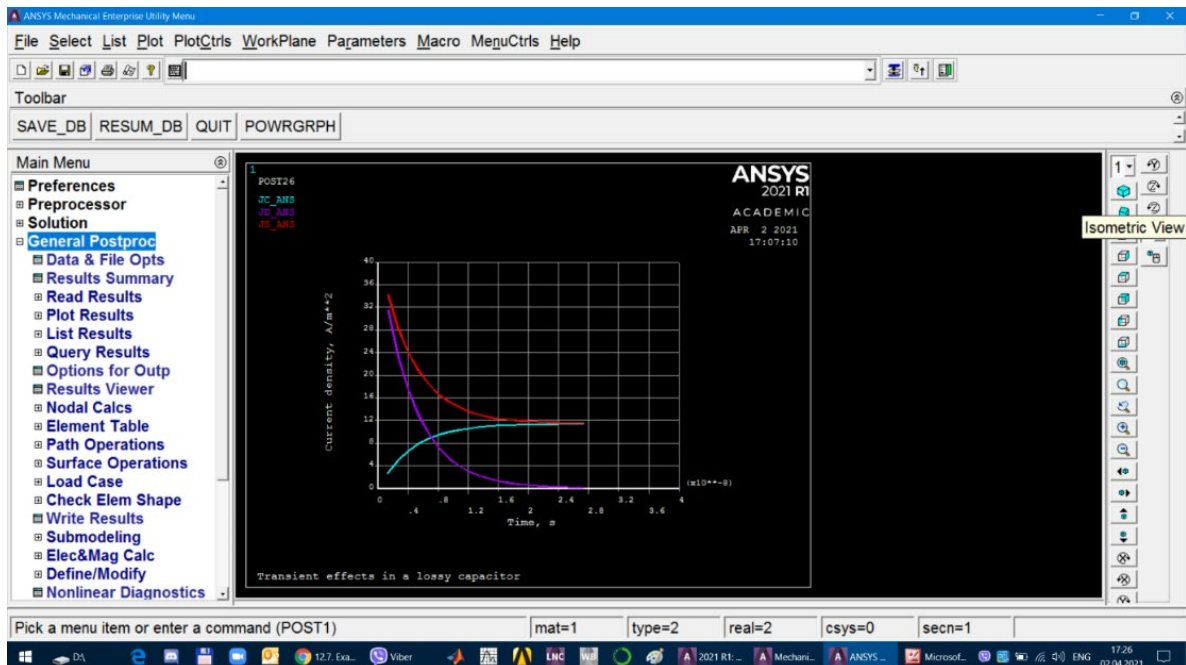 ANSYS Mechanical Enterprise Utility Menu
File Select List Plot PlotCtrls WorkPlane Parameters Macro MenuCtrls Help
Toolbar
SAVE_DB RESUM_DB QUIT POWRGRPH
Main Menu
Preferences
Preprocessor
Solution
General Postproc
Data & File Opts
Results Summary
Read Results
Plot Results
List Results
Query Results
Options for Outp
Results Viewer
Nodal Calcs
Element Table
Path Operations
Surface Operations
Load Case
Check Elem Shape
Write Results
Submodeling
Elec&Mag Calc
Define/Modify
Nonlinear Diagnostics
1
POST26
JC_ANS
JD_ANS
JS_ANS
ANSYS
2021 R1
ACADEMIC
APR 2 2021
17:07:10
40
36
32
28
24
20
16
12
8
4
0
Current density, A/m**2
0 .8 1.6 2.4 3.2 4
.4 1.2 2 2.8 3.6
(x10**-8)
Time, s
Transient effects in a lossy capacitor
1
Isometric View
Pick a menu item or enter a command (POST1) mat=1 type=2 real=2 csys=0 secn=1
D:\ 12.7. Exa... Viber LNC WB 2021 R1: ... Mechani... ANSYS ... Microsof... ENG 17:26
02.04.2021